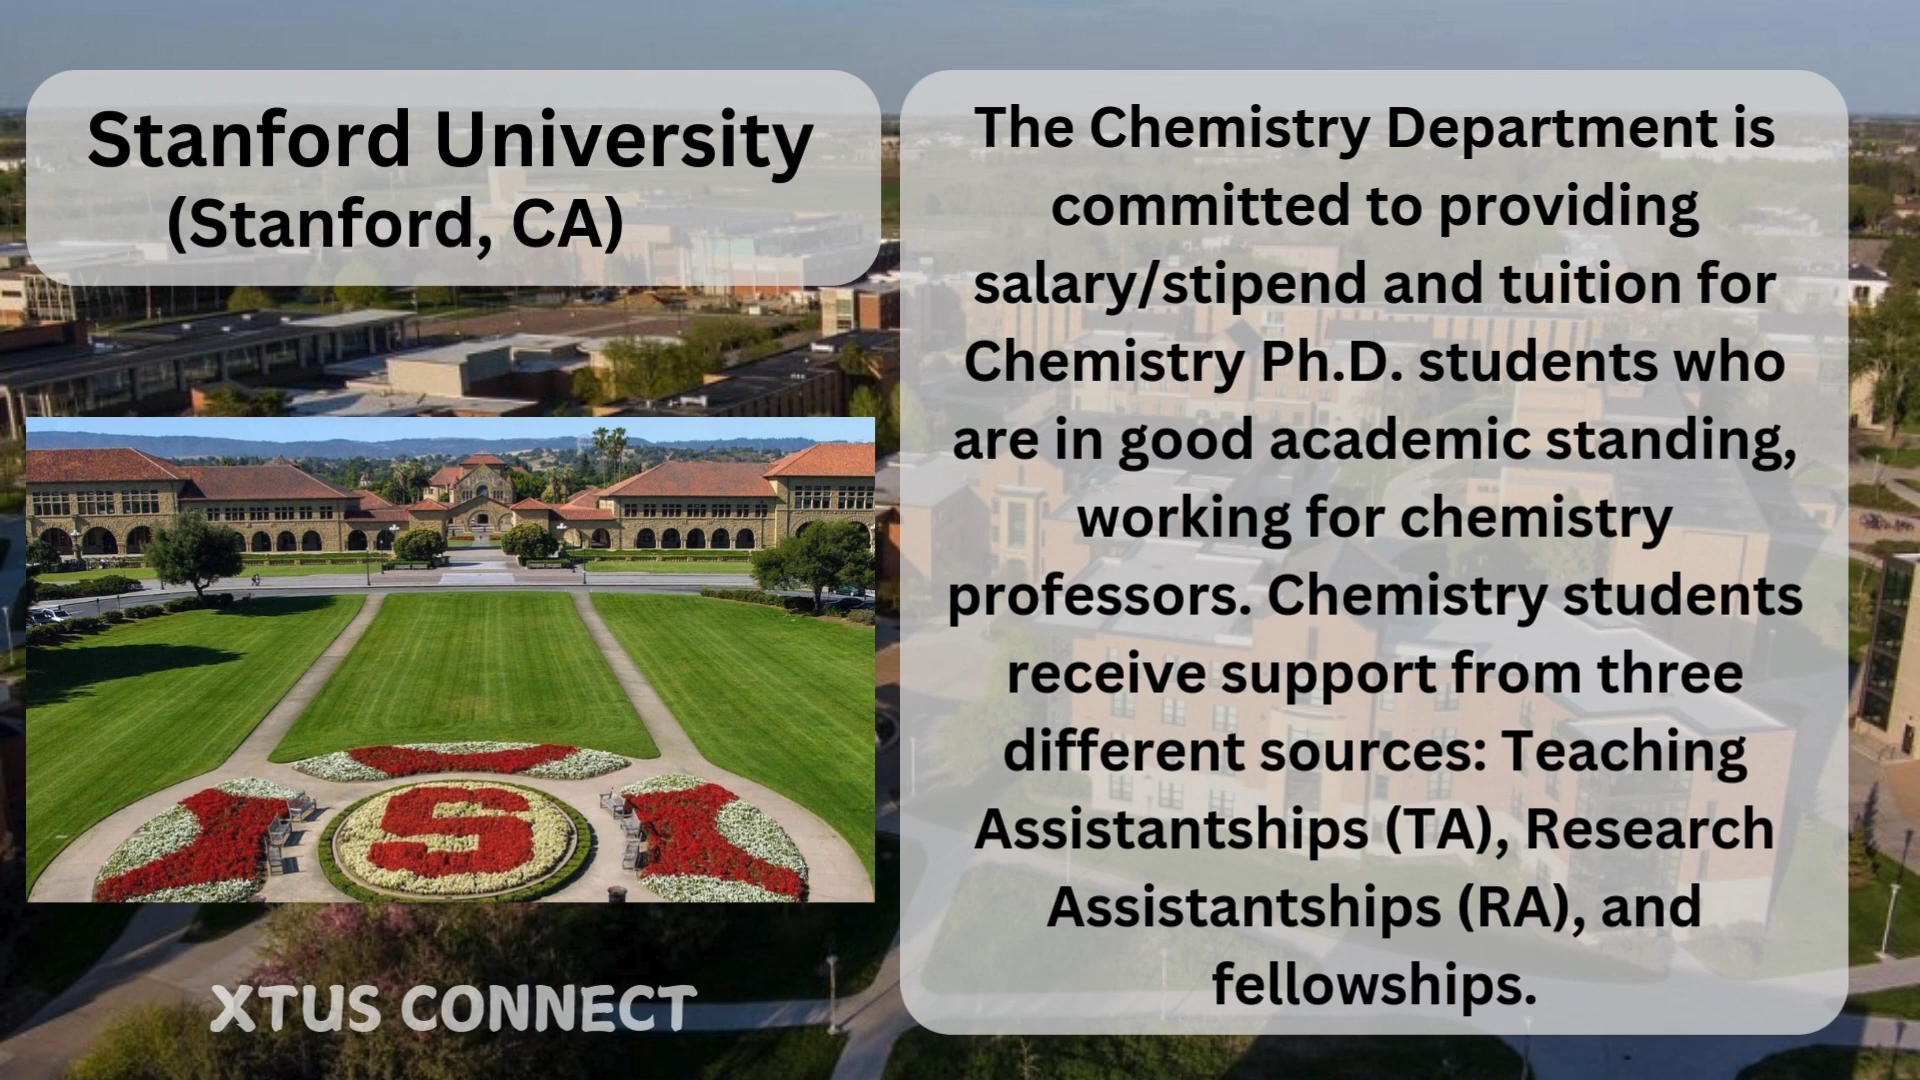 Stanford University
(Stanford, CA)
The Chemistry Department is
committed to providing
salary/stipend and tuition for
Chemistry Ph.D. students who
are in good academic standing,
working for chemistry
professors. Chemistry students
receive support from three
different sources: Teaching
Assistantships (TA), Research
Assistantships (RA), and
fellowships.
S
XTUS CONNECT